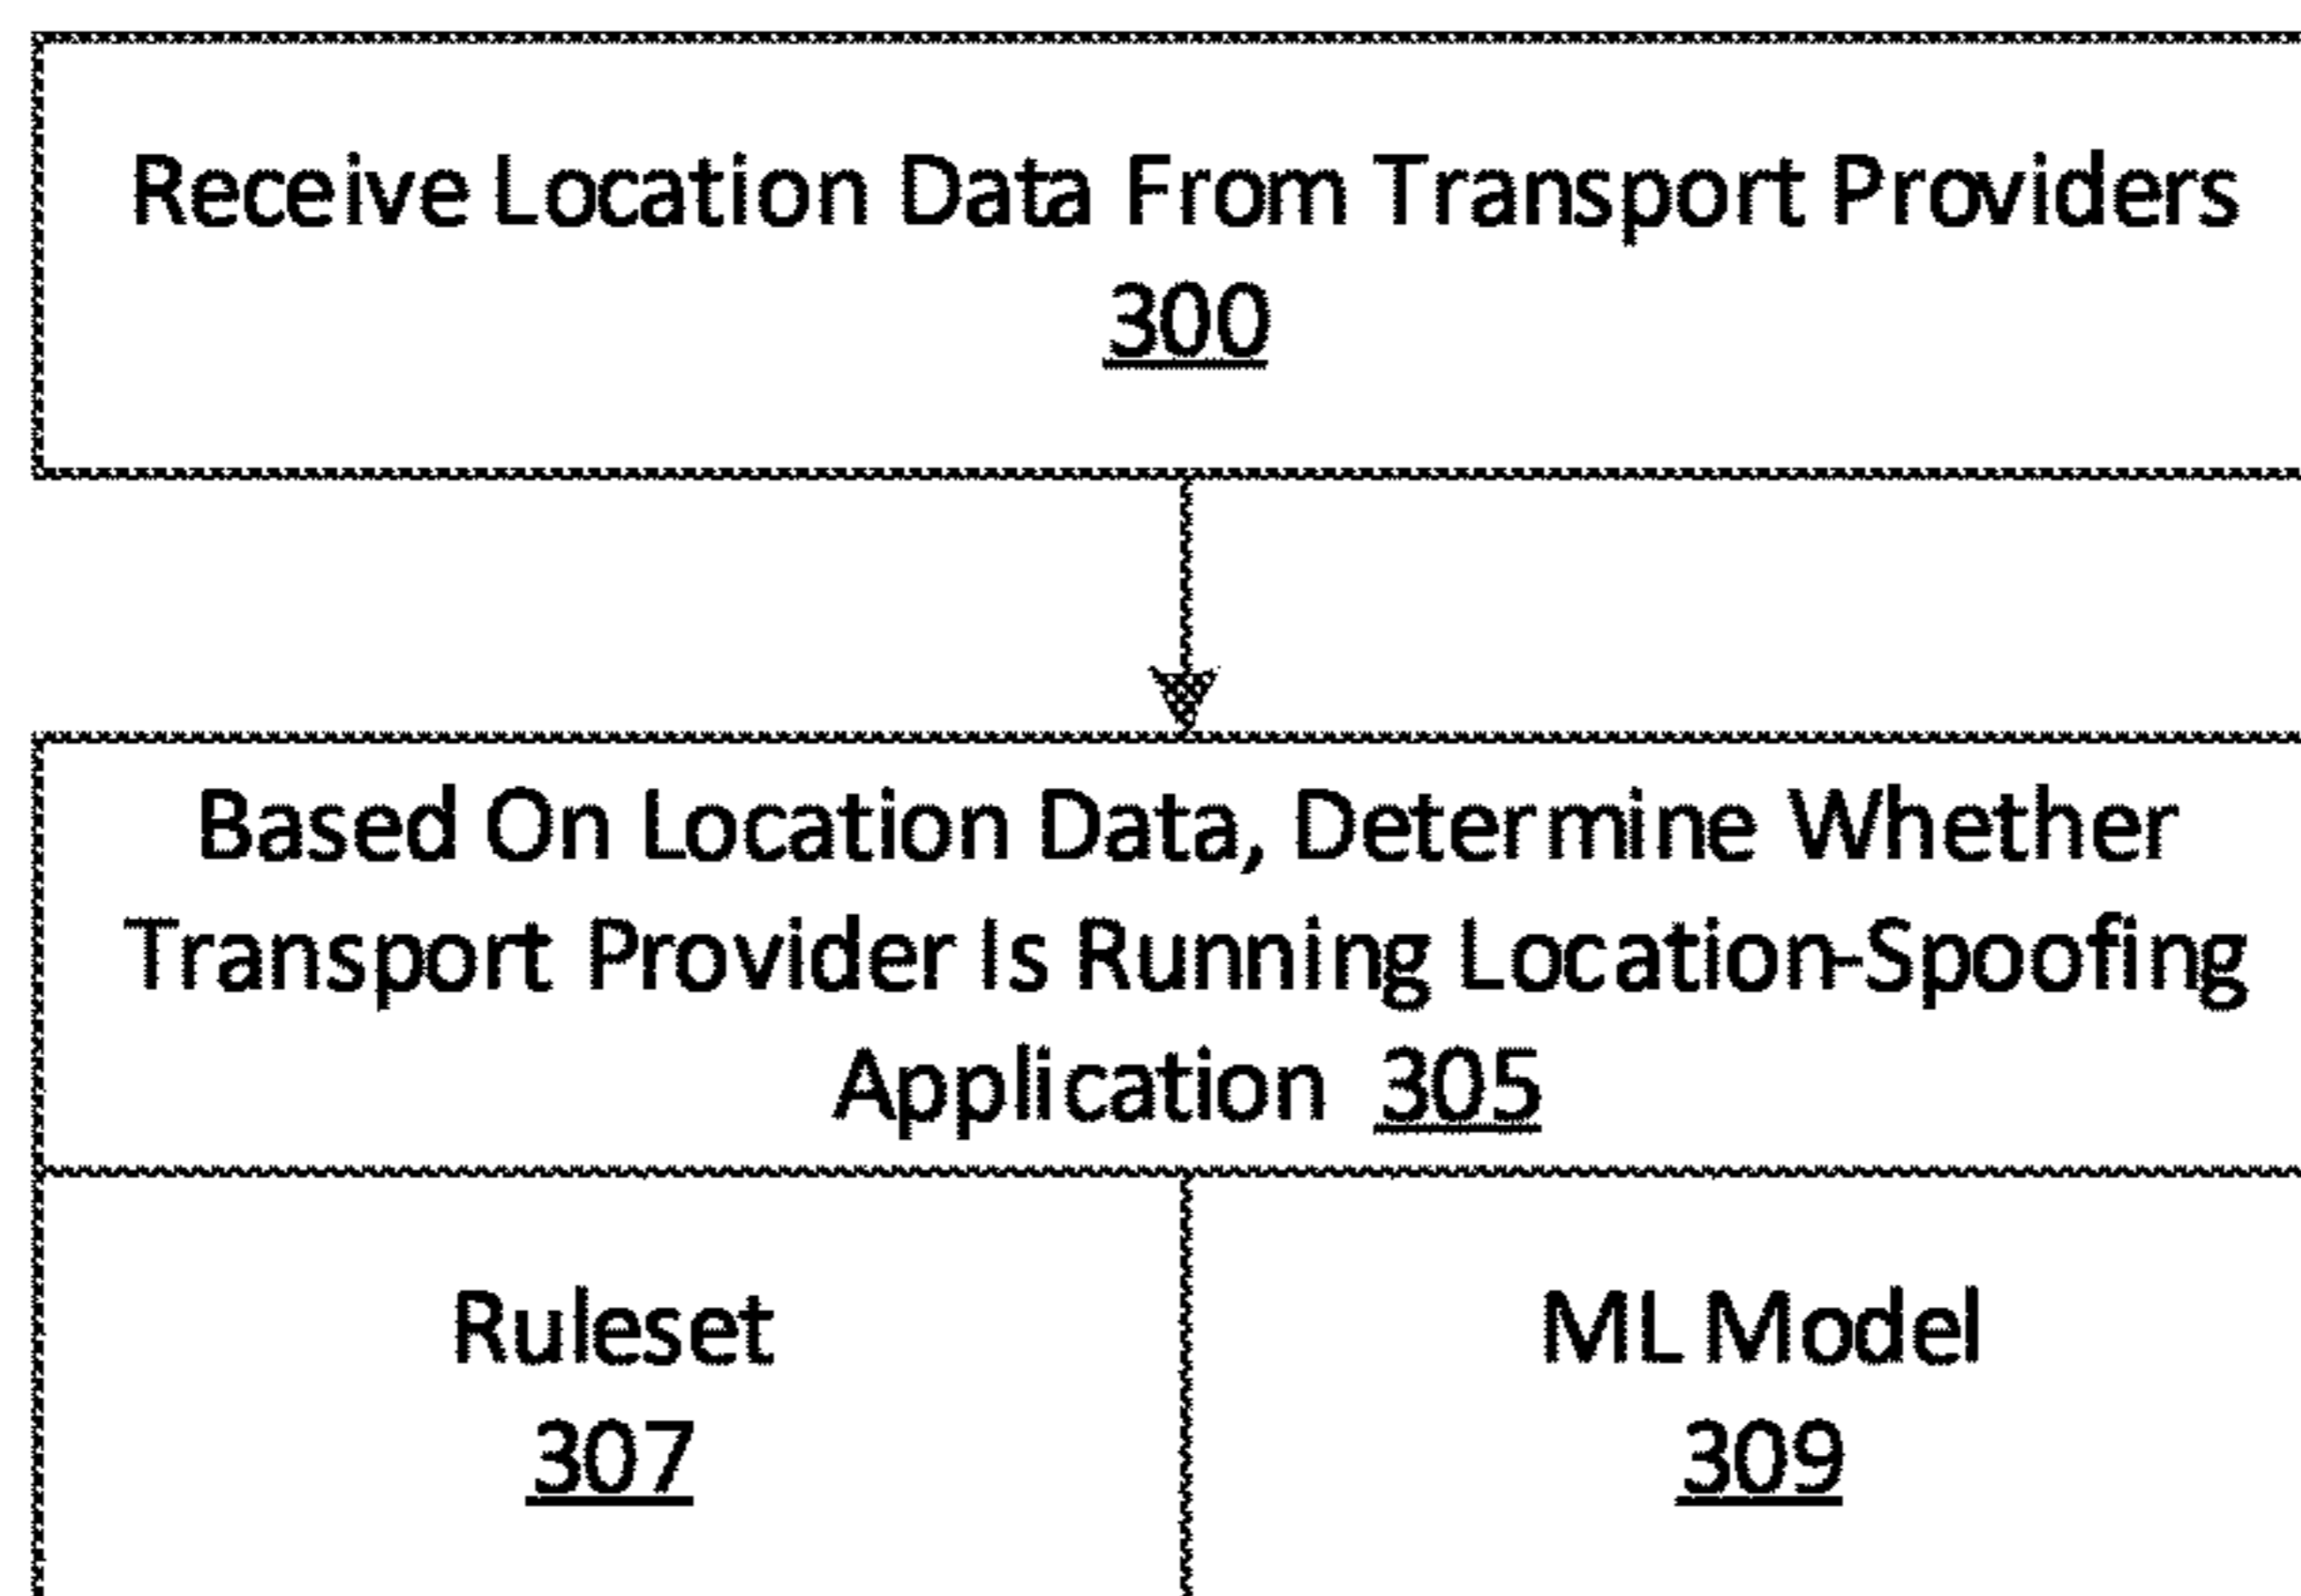 Receive Location Data From Transport Providers
300
Based On Location Data, Determine Whether
Transport Provider Is Running Location-Spoofing
Application 305
Ruleset
307
ML Model
309